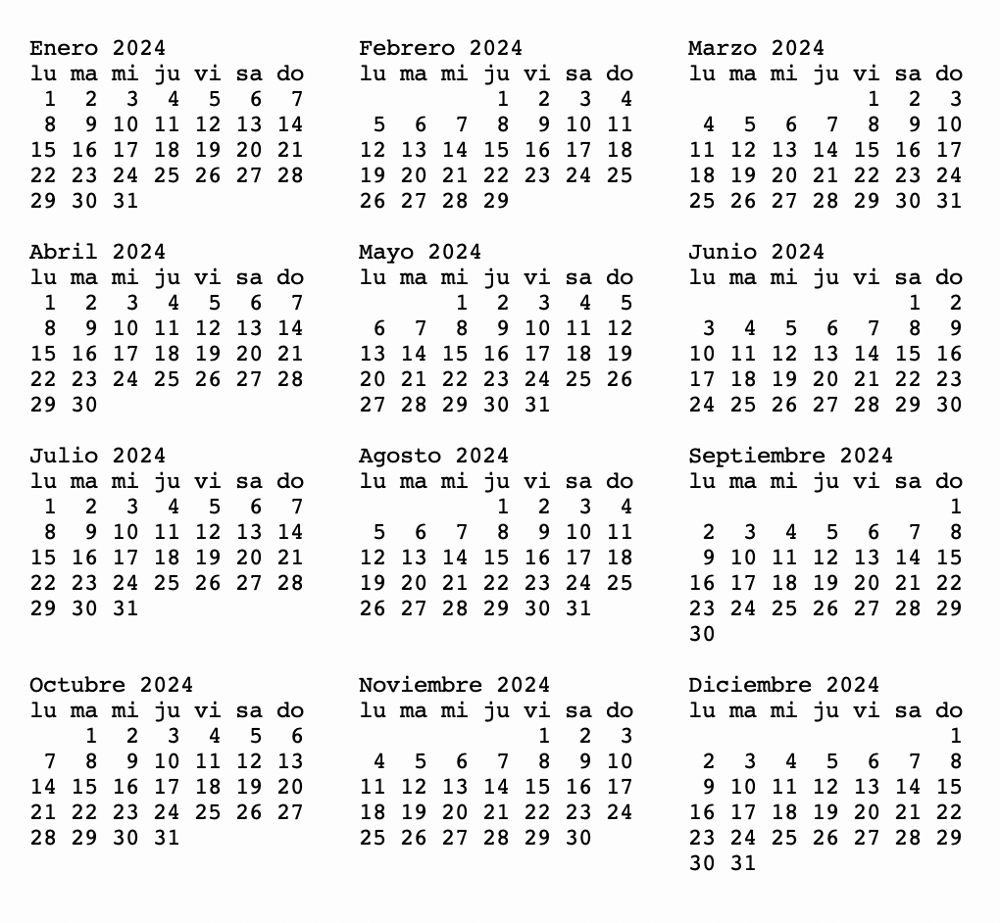 Enero 2024
lu ma mi ju vi sa do
1 2 3 4 5 6 7
8 9 10 11 12 13 14
15 16 17 18 19 20 21
22 23 24 25 26 27 28
29 30 31
Febrero 2024
lu ma mi ju vi sa do
1 2 3 4
5 6 7 8 9 10 11
12 13 14 15 16 17 18
19 20 21 22 23 24 25
26 27 28 29
Marzo 2024
lu ma mi ju vi sa do
1 2 3
4 5 6 7 8 9 10
11 12 13 14 15 16 17
18 19 20 21 22 23 24
25 26 27 28 29 30 31
Abril 2024
lu ma mi ju vi sa do
1 2 3 4 5 6 7
8 9 10 11 12 13 14
15 16 17 18 19 20 21
22 23 24 25 26 27 28
29 30
Mayo 2024
lu ma mi ju vi sa do
1 2 3 4 5
6 7 8 9 10 11 12
13 14 15 16 17 18 19
20 21 22 23 24 25 26
27 28 29 30 31
Junio 2024
lu ma mi ju vi sa do
1 2
3 4 5 6 7 8 9
10 11 12 13 14 15 16
17 18 19 20 21 22 23
24 25 26 27 28 29 30
Julio 2024
lu ma mi ju vi sa do
1 2 3 4 5 6 7
8 9 10 11 12 13 14
15 16 17 18 19 20 21
22 23 24 25 26 27 28
29 30 31
Agosto 2024
lu ma mi ju vi sa do
1 2 3 4
5 6 7 8 9 10 11
12 13 14 15 16 17 18
19 20 21 22 23 24 25
26 27 28 29 30 31
Septiembre 2024
lu ma mi ju vi sa do
1
2 3 4 5 6 7 8
9 10 11 12 13 14 15
16 17 18 19 20 21 22
23 24 25 26 27 28 29
30
Octubre 2024
lu ma mi ju vi sa do
1 2 3 4 5 6
7 8 9 10 11 12 13
14 15 16 17 18 19 20
21 22 23 24 25 26 27
28 29 30 31
Noviembre 2024
lu ma mi ju vi sa do
1 2 3
4 5 6 7 8 9 10
11 12 13 14 15 16 17
18 19 20 21 22 23 24
25 26 27 28 29 30
Diciembre 2024
lu ma mi ju vi sa do
1
2 3 4 5 6 7 8
9 10 11 12 13 14 15
16 17 18 19 20 21 22
23 24 25 26 27 28 29
30 31